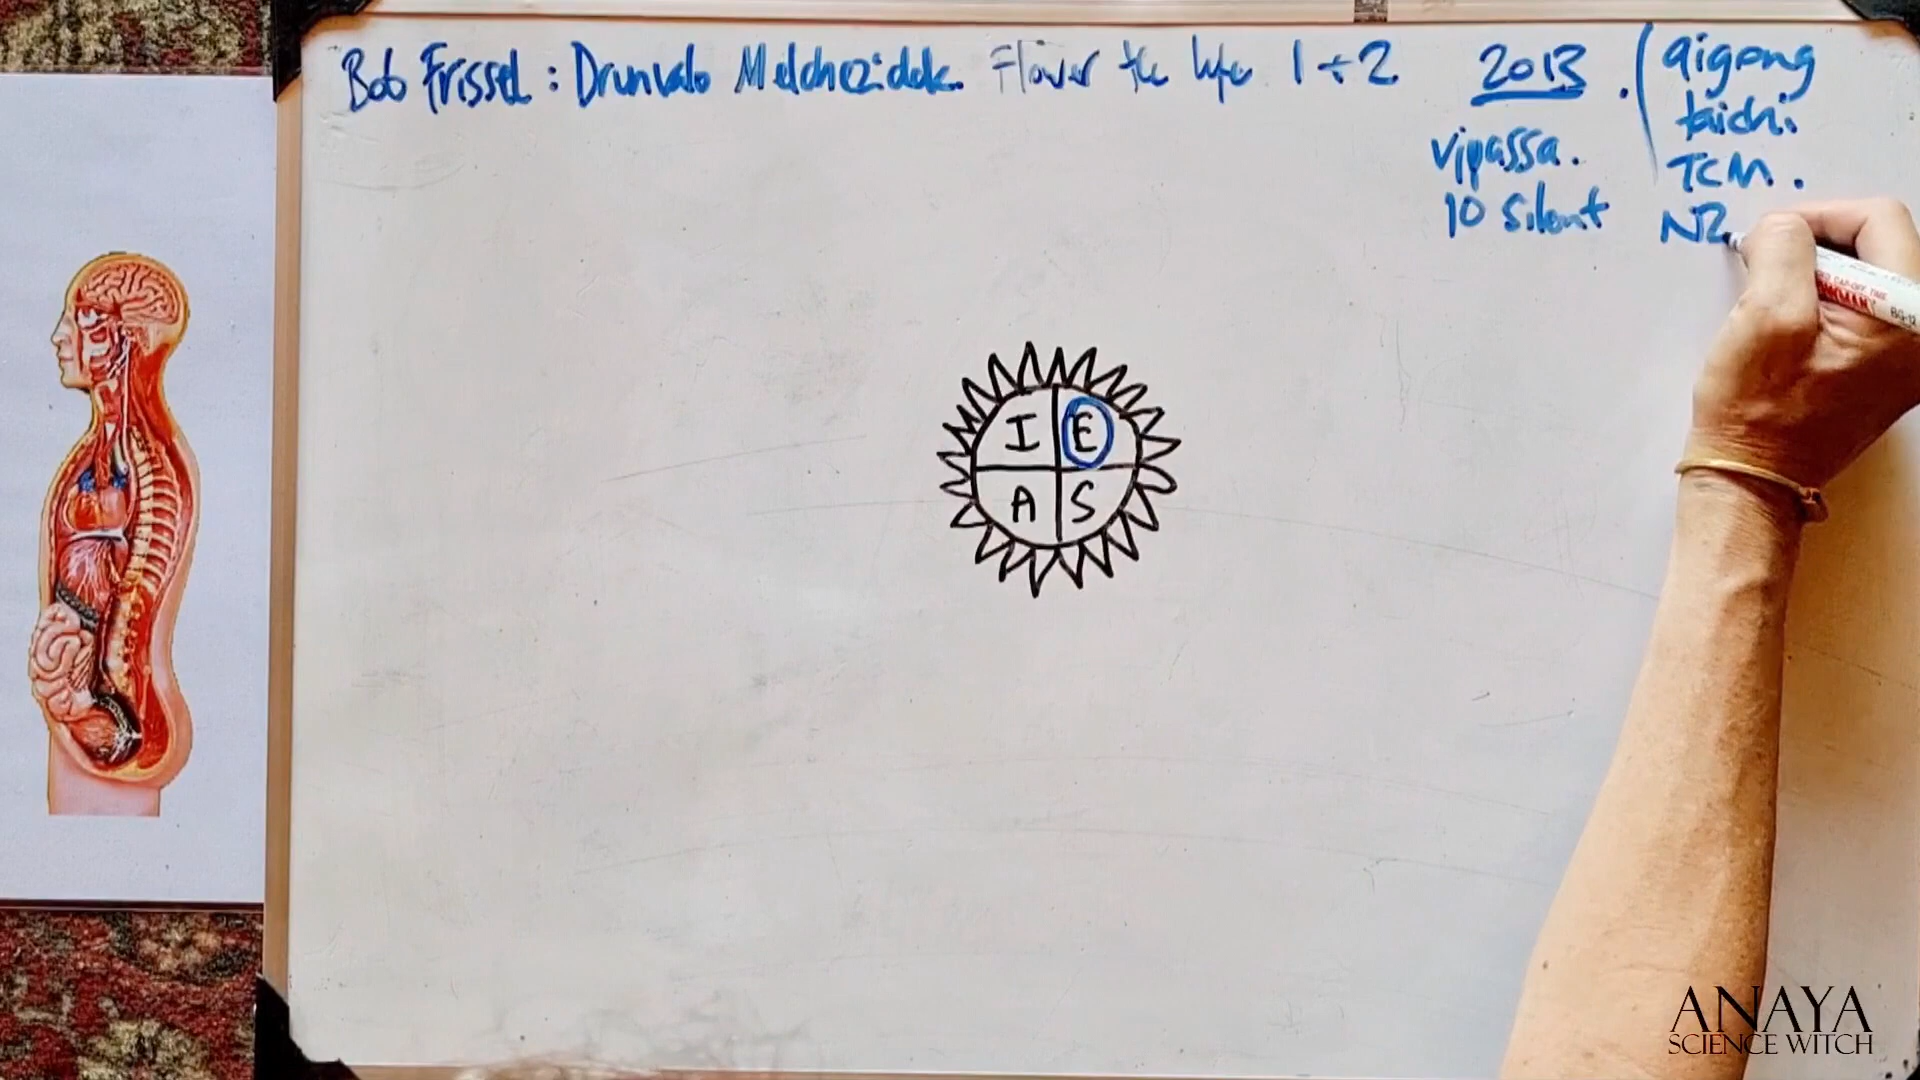 Bob Frissel : Drunvalo Melchezidek. Flower the life 1 + 2 2013.
qigong
taichi
vipassa.
TCM.
10 silent
NZ
I E
A S
ANAYA
SCIENCE WITCH